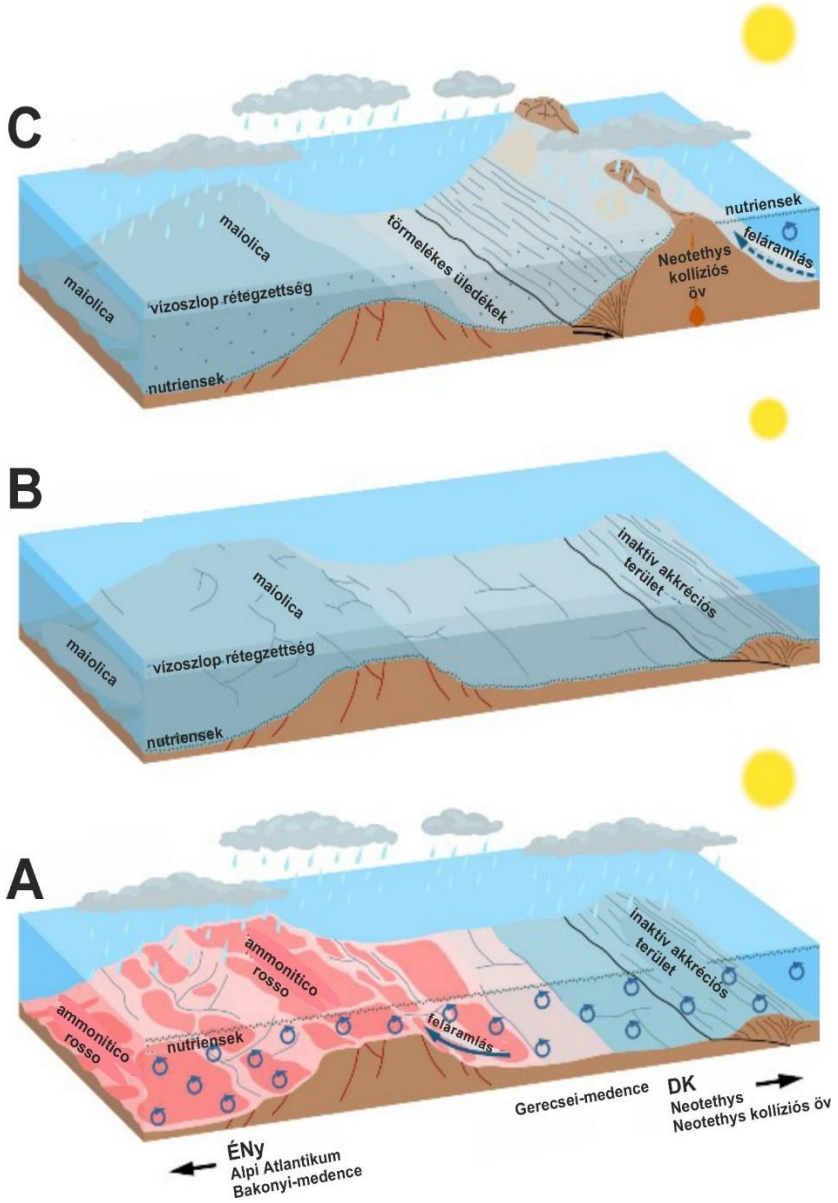 C
maiolica
maiolica
vízoszlop rétegzettség
nutriensek
törmelékes üledékek
Neotethys
kollíziós
öv
nutriensek
feláramlás
B
maiolica
maiolica
vízoszlop rétegzettség
nutriensek
inaktív akkréciós
terület
A
ammonitico
rosso
ammonitico
rosso
nutriensek
feláramlás
inaktív akkréciós
terület
Gerecsei-medence
DK
Neotethys
Neotethys kollíziós öv
ÉNy
Alpi Atlantikum
Bakonyi-medence